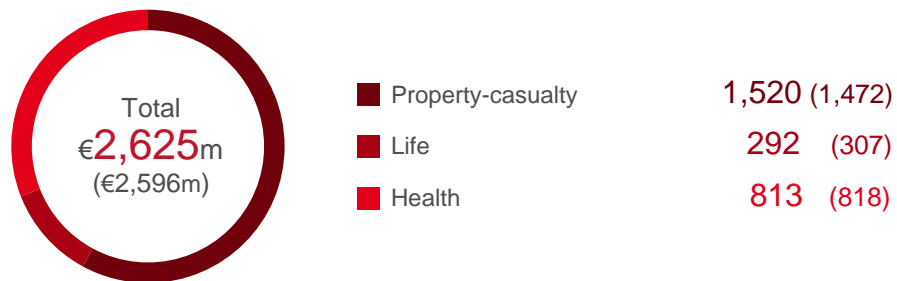 Total
€2,625m
(€2,596m)
Property-casualty 1,520 (1,472)
Life 292 (307)
Health 813 (818)